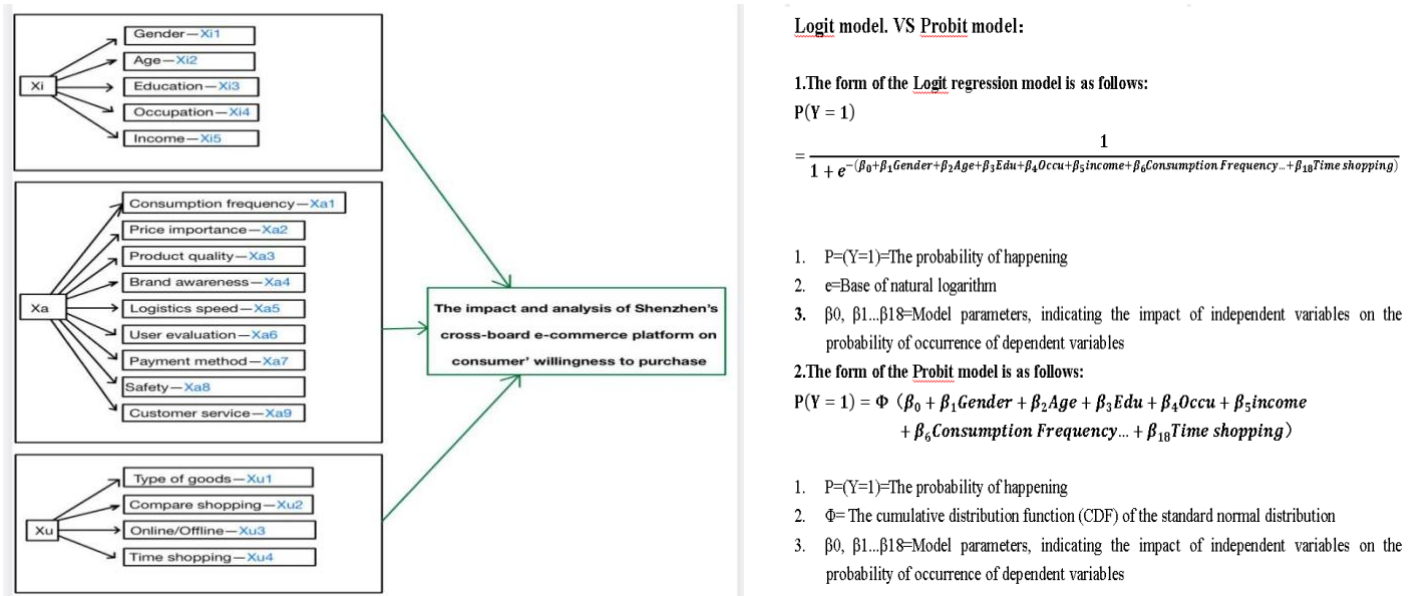 Xi
Gender—Xi1
Age—Xi2
Education—Xi3
Occupation—Xi4
Income—Xi5
Xa
Consumption frequency—Xa1
Price importance—Xa2
Product quality—Xa3
Brand awareness—Xa4
Logistics speed—Xa5
User evaluation—Xa6
Payment method—Xa7
Safety—Xa8
Customer service—Xa9
Xu
Type of goods—Xu1
Compare shopping—Xu2
Online/Offline—Xu3
Time shopping—Xu4
The impact and analysis of Shenzhen's
cross-board e-commerce platform on
consumer' willingness to purchase
Logit model. VS Probit model:
1.The form of the Logit regression model is as follows:
P(Y = 1)
= 1 / (1 + e^−(β₀+β₁Gender+β₂Age+β₃Edu+β₄Occu+β₅income+β₆Consumption Frequency…+β₁₈Time shopping))
1. P=(Y=1)=The probability of happening
2. e=Base of natural logarithm
3. β0, β1...β18=Model parameters, indicating the impact of independent variables on the
probability of occurrence of dependent variables
2.The form of the Probit model is as follows:
P(Y = 1) = Φ (β₀ + β₁Gender + β₂Age + β₃Edu + β₄Occu + β₅income
+ β₆Consumption Frequency… + β₁₈Time shopping)
1. P=(Y=1)=The probability of happening
2. Φ= The cumulative distribution function (CDF) of the standard normal distribution
3. β0, β1...β18=Model parameters, indicating the impact of independent variables on the
probability of occurrence of dependent variables